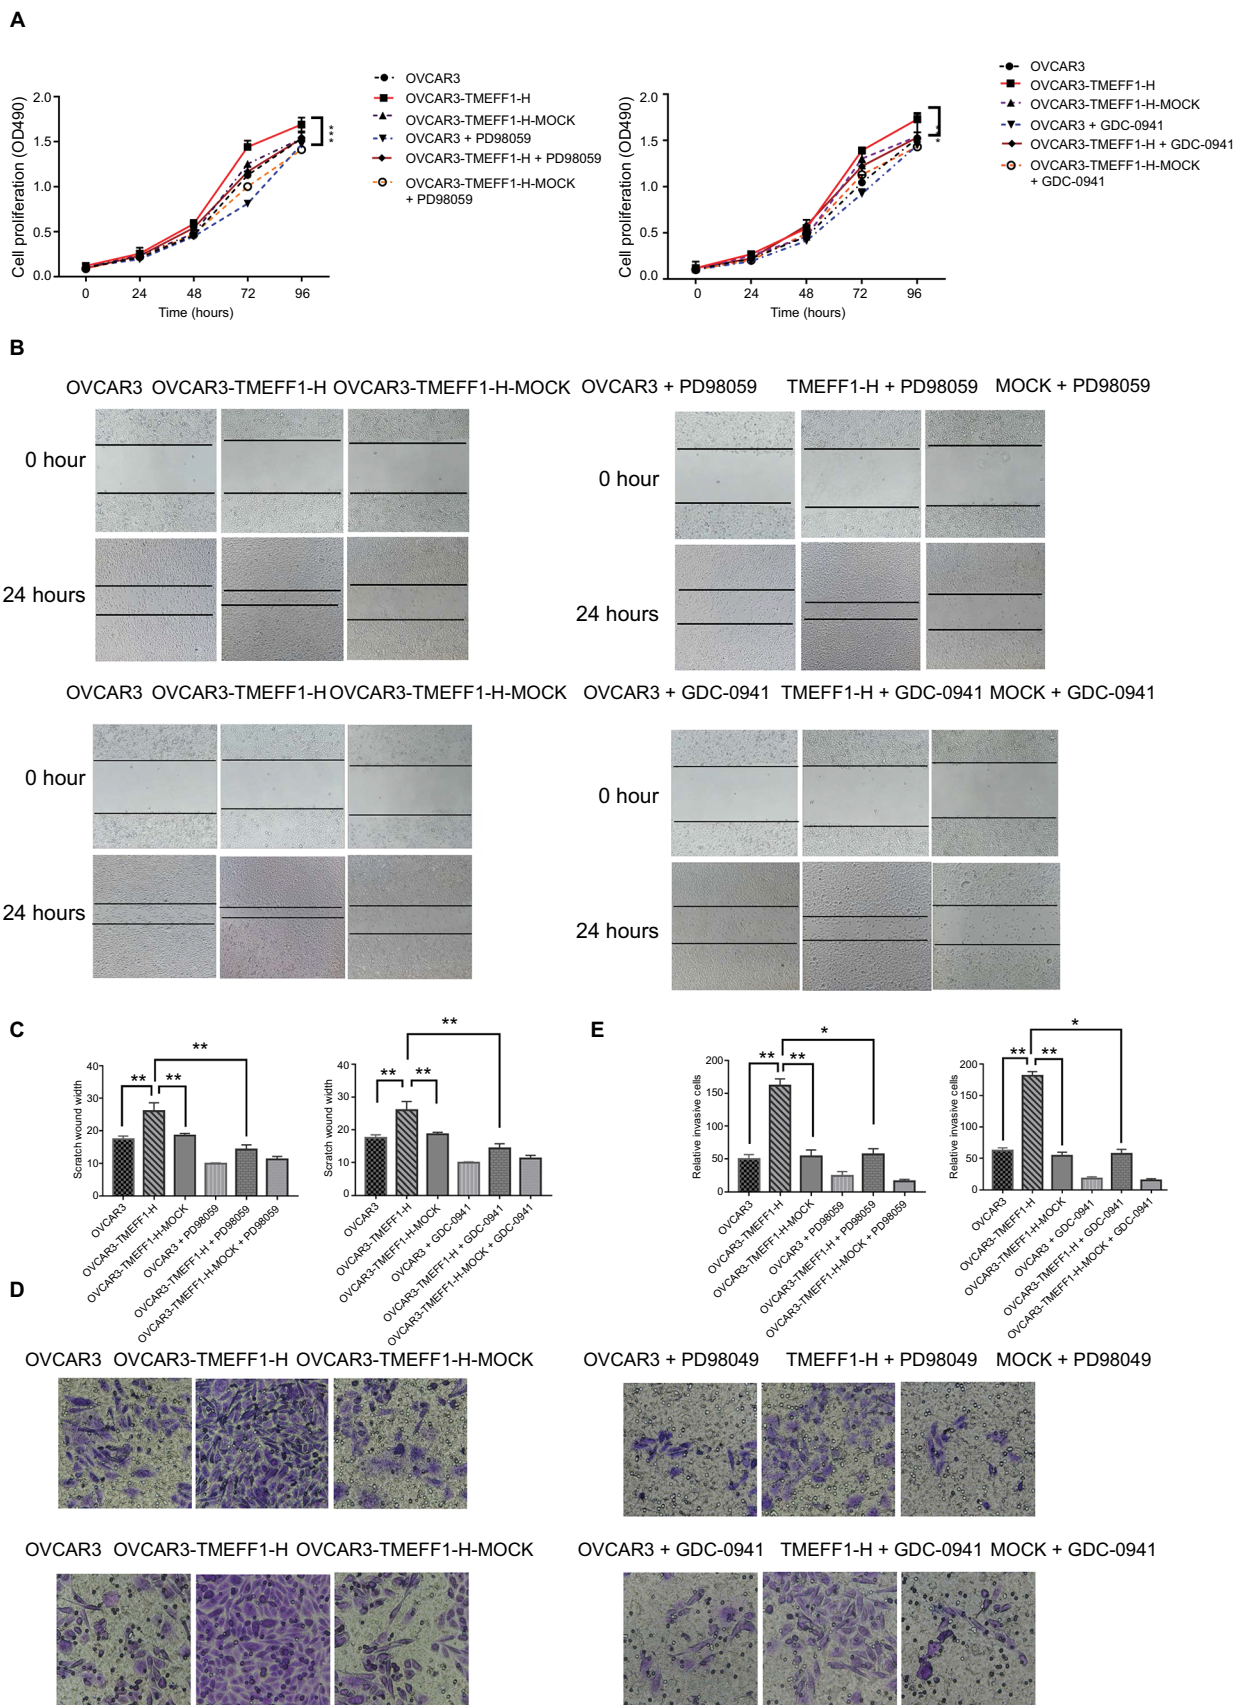 A
Cell proliferation (OD490)
2.0
1.5
1.0
0.5
0.0
0 24 48 72 96
Time (hours)
***
OVCAR3
OVCAR3-TMEFF1-H
OVCAR3-TMEFF1-H-MOCK
OVCAR3 + PD98059
OVCAR3-TMEFF1-H + PD98059
OVCAR3-TMEFF1-H-MOCK
+ PD98059
Cell proliferation (OD490)
2.0
1.5
1.0
0.5
0.0
0 24 48 72 96
Time (hours)
OVCAR3
OVCAR3-TMEFF1-H
OVCAR3-TMEFF1-H-MOCK
OVCAR3 + GDC-0941
OVCAR3-TMEFF1-H + GDC-0941
OVCAR3-TMEFF1-H-MOCK
+ GDC-0941
B
OVCAR3 OVCAR3-TMEFF1-H OVCAR3-TMEFF1-H-MOCK OVCAR3 + PD98059 TMEFF1-H + PD98059 MOCK + PD98059
0 hour
0 hour
24 hours
24 hours
OVCAR3 OVCAR3-TMEFF1-H OVCAR3-TMEFF1-H-MOCK OVCAR3 + GDC-0941 TMEFF1-H + GDC-0941 MOCK + GDC-0941
0 hour
0 hour
24 hours
24 hours
C
Scratch wound width
40
30
20
10
0
** ** **
OVCAR3
OVCAR3-TMEFF1-H
OVCAR3-TMEFF1-H-MOCK
OVCAR3 + PD98059
OVCAR3-TMEFF1-H + PD98059
OVCAR3-TMEFF1-H-MOCK + PD98059
Scratch wound width
40
30
20
10
0
** ** **
OVCAR3
OVCAR3-TMEFF1-H
OVCAR3-TMEFF1-H-MOCK
OVCAR3 + GDC-0941
OVCAR3-TMEFF1-H + GDC-0941
OVCAR3-TMEFF1-H-MOCK + GDC-0941
E
Relative invasive cells
200
150
100
50
0
** ** *
OVCAR3
OVCAR3-TMEFF1-H
OVCAR3-TMEFF1-H-MOCK
OVCAR3 + PD98059
OVCAR3-TMEFF1-H + PD98059
OVCAR3-TMEFF1-H-MOCK + PD98059
Relative invasive cells
200
150
100
50
0
** ** *
OVCAR3
OVCAR3-TMEFF1-H
OVCAR3-TMEFF1-H-MOCK
OVCAR3 + GDC-0941
OVCAR3-TMEFF1-H + GDC-0941
OVCAR3-TMEFF1-H-MOCK + GDC-0941
D
OVCAR3 OVCAR3-TMEFF1-H OVCAR3-TMEFF1-H-MOCK OVCAR3 + PD98049 TMEFF1-H + PD98049 MOCK + PD98049
OVCAR3 OVCAR3-TMEFF1-H OVCAR3-TMEFF1-H-MOCK OVCAR3 + GDC-0941 TMEFF1-H + GDC-0941 MOCK + GDC-0941